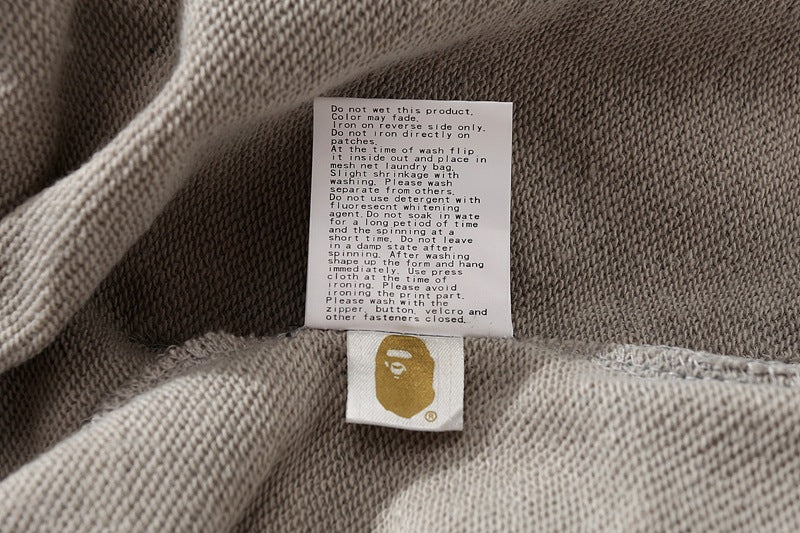 Do not wet this product.
Color may fade.
Iron on reverse side only.
Do not iron directly on
patches.
At the time of wash flip
it inside out and place in
mesh net laundry bag.
Slight shrinkage with
washing. Please wash
separate from others.
Do not use detergent with
fluoresecnt whitening
agent.Do not soak in wate
for a long petiod of time
and the spinning at a
short time. Do not leave
in a damp state after
spinning. After washing
shape up the form and hang
immediately. Use press
cloth at the time of
ironing. Please avoid
ironing the print part.
Please wash with the
zipper, button, velcro and
other fasteners closed.
®